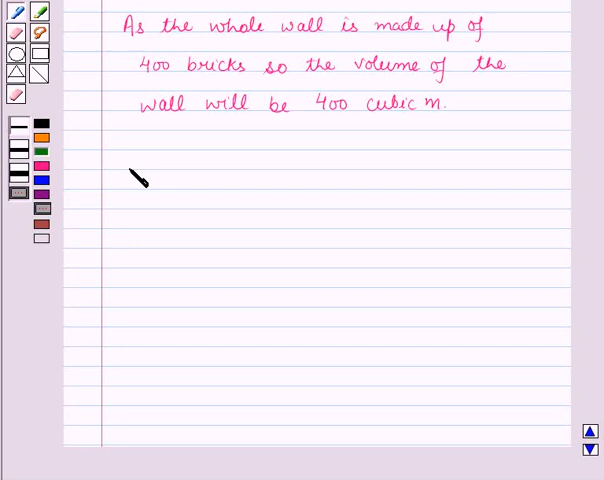 As the whole wall is made up of
400 bricks so the volume of the
wall will be 400 cubic m.